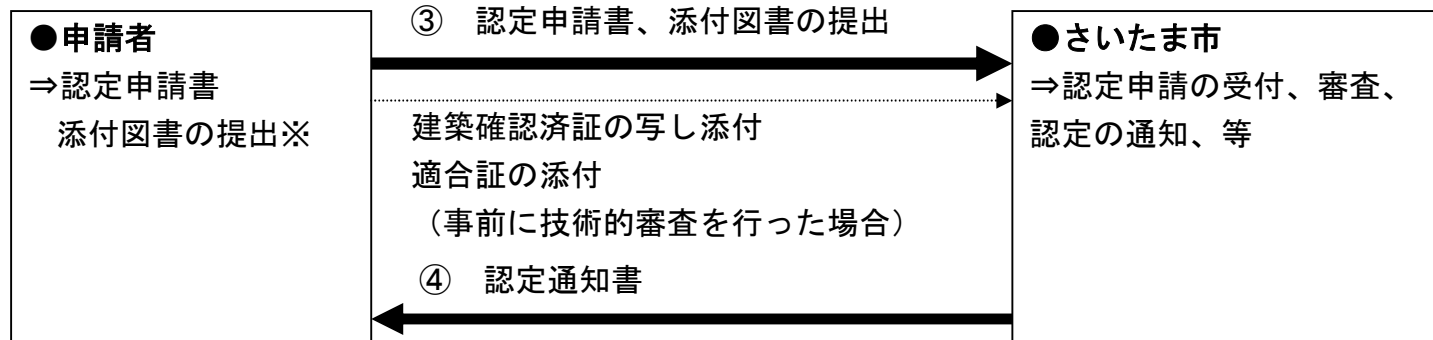 ●申請者
⇒認定申請書
添付図書の提出※
③ 認定申請書、添付図書の提出
建築確認済証の写し添付
適合証の添付
(事前に技術的審査を行った場合)
④ 認定通知書
●さいたま市
⇒認定申請の受付、審査、
認定の通知、等